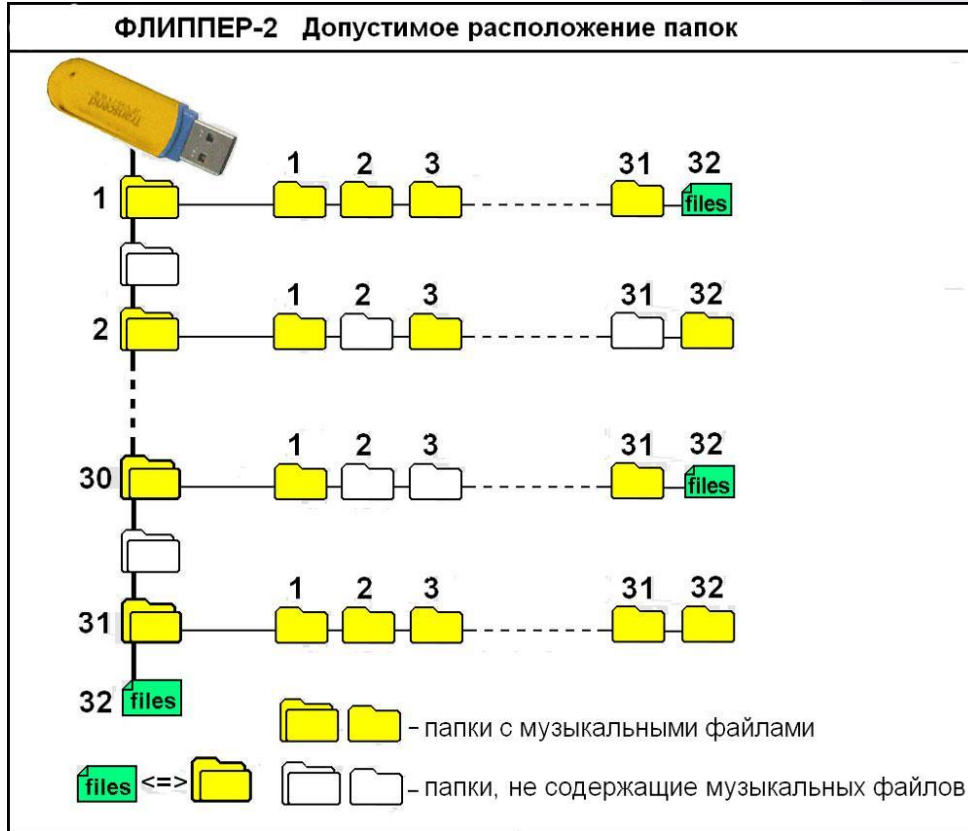 ФЛИППЕР-2 Допустимое расположение папок
Transcend
1 2 3 31 32
1 files
1 2 3 31 32
2
1 2 3 31 32
30 files
1 2 3 31 32
31
32 files
– папки с музыкальными файлами
files <=>
– папки, не содержащие музыкальных файлов